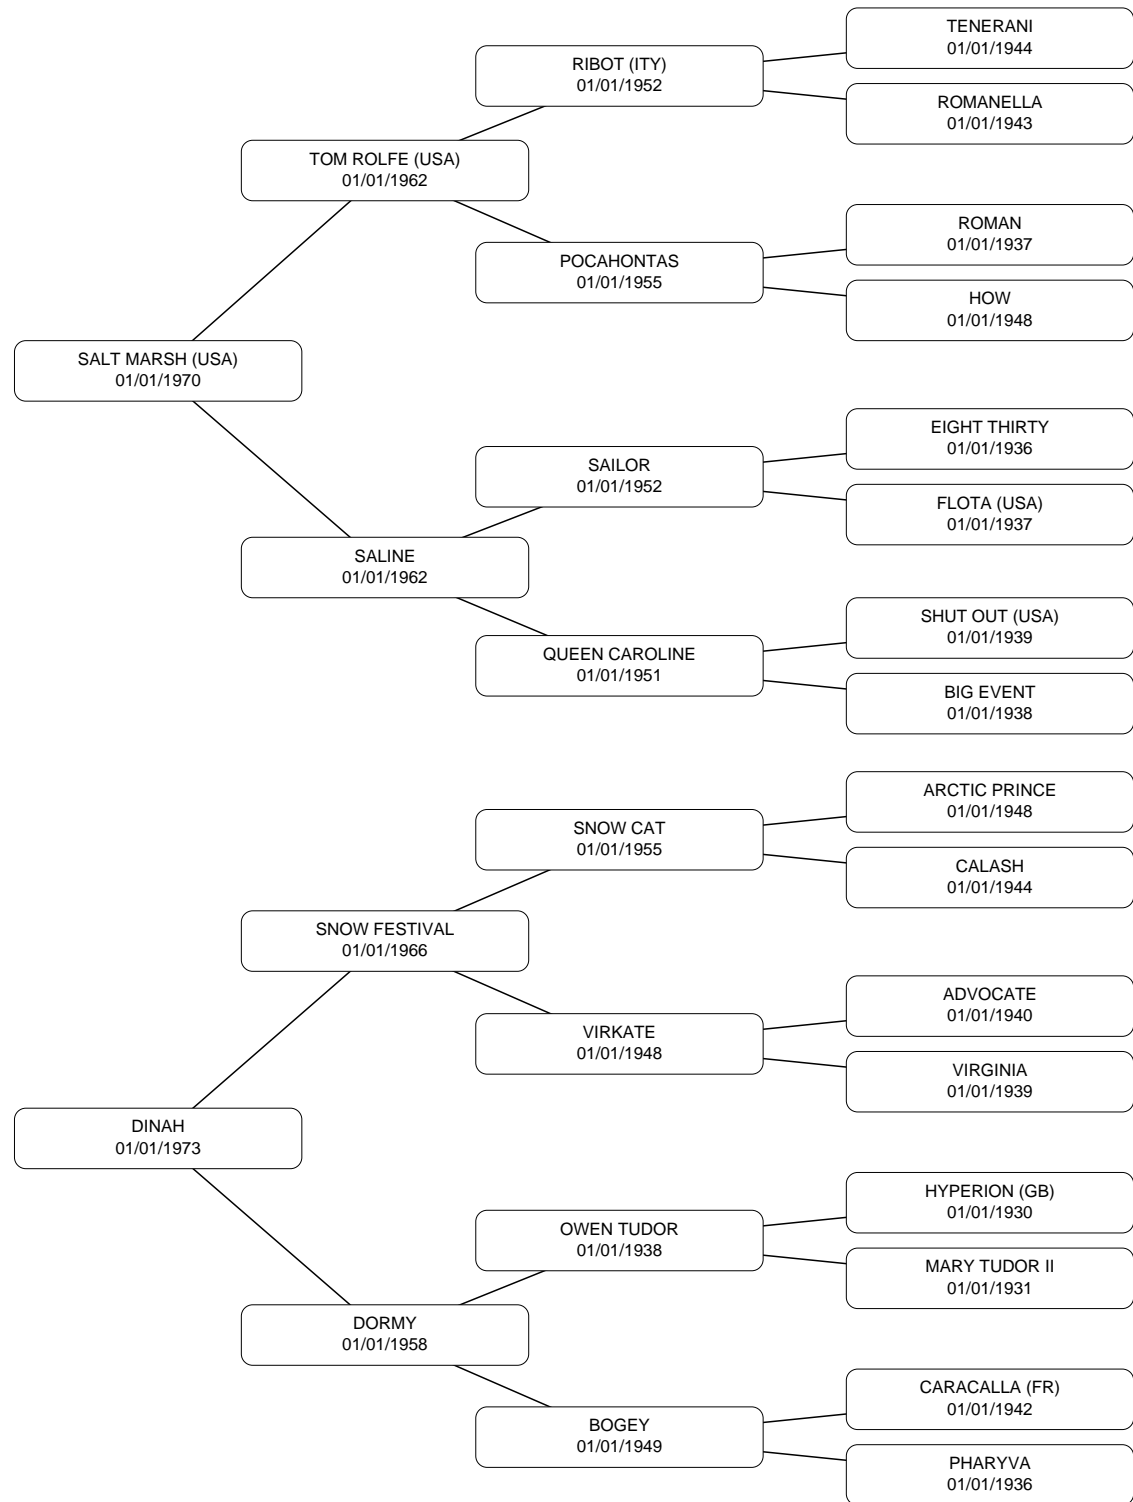 TENERANI
01/01/1944
RIBOT (ITY)
01/01/1952
ROMANELLA
01/01/1943
TOM ROLFE (USA)
01/01/1962
ROMAN
01/01/1937
POCAHONTAS
01/01/1955
HOW
01/01/1948
SALT MARSH (USA)
01/01/1970
EIGHT THIRTY
01/01/1936
SAILOR
01/01/1952
FLOTA (USA)
01/01/1937
SALINE
01/01/1962
SHUT OUT (USA)
01/01/1939
QUEEN CAROLINE
01/01/1951
BIG EVENT
01/01/1938
ARCTIC PRINCE
01/01/1948
SNOW CAT
01/01/1955
CALASH
01/01/1944
SNOW FESTIVAL
01/01/1966
ADVOCATE
01/01/1940
VIRKATE
01/01/1948
VIRGINIA
01/01/1939
DINAH
01/01/1973
HYPERION (GB)
01/01/1930
OWEN TUDOR
01/01/1938
MARY TUDOR II
01/01/1931
DORMY
01/01/1958
CARACALLA (FR)
01/01/1942
BOGEY
01/01/1949
PHARYVA
01/01/1936